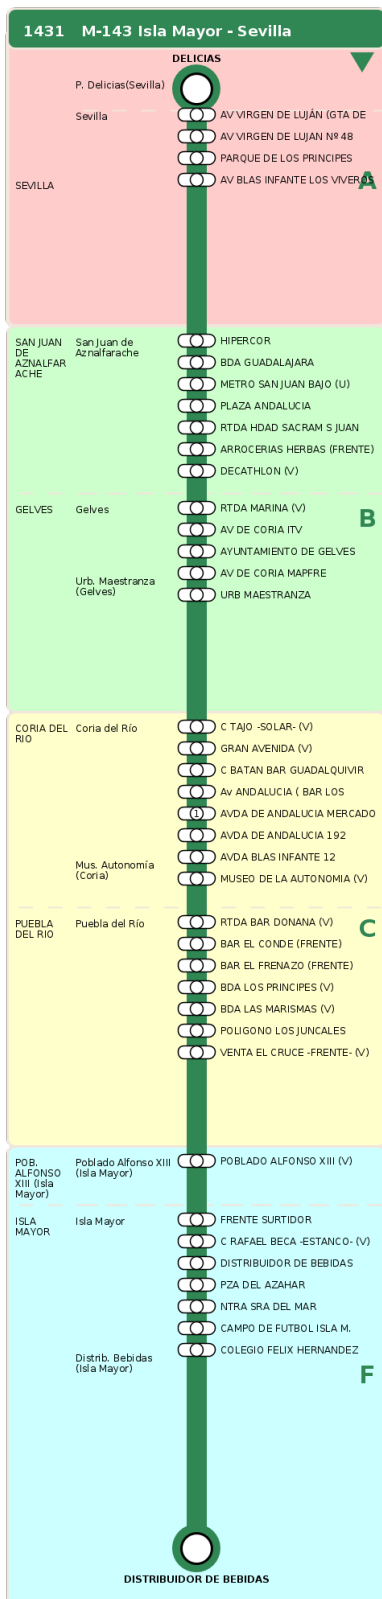 1431 M-143 Isla Mayor - Sevilla
DELICIAS
P. Delicias(Sevilla)
Sevilla
SEVILLA
AV VIRGEN DE LUJÁN (GTA DE
AV VIRGEN DE LUJAN Nº 48
PARQUE DE LOS PRINCIPES
AV BLAS INFANTE LOS VIVEROS
A
SAN JUAN
DE
AZNALFAR
ACHE
San Juan de
Aznalfarache
HIPERCOR
BDA GUADALAJARA
METRO SAN JUAN BAJO (U)
PLAZA ANDALUCIA
RTDA HDAD SACRAM S JUAN
ARROCERIAS HERBAS (FRENTE)
DECATHLON (V)
GELVES
Gelves
RTDA MARINA (V)
B
AV DE CORIA ITV
AYUNTAMIENTO DE GELVES
AV DE CORIA MAPFRE
Urb. Maestranza
(Gelves)
URB MAESTRANZA
CORIA DEL
RIO
Coria del Río
C TAJO -SOLAR- (V)
GRAN AVENIDA (V)
C BATAN BAR GUADALQUIVIR
Av ANDALUCIA ( BAR LOS
1
AVDA DE ANDALUCIA MERCADO
AVDA DE ANDALUCIA 192
AVDA BLAS INFANTE 12
Mus. Autonomía
(Coria)
MUSEO DE LA AUTONOMIA (V)
PUEBLA
DEL RIO
Puebla del Río
RTDA BAR DONANA (V)
C
BAR EL CONDE (FRENTE)
BAR EL FRENAZO (FRENTE)
BDA LOS PRINCIPES (V)
BDA LAS MARISMAS (V)
POLIGONO LOS JUNCALES
VENTA EL CRUCE -FRENTE- (V)
POB.
ALFONSO
XIII (Isla
Mayor)
Poblado Alfonso XIII
(Isla Mayor)
POBLADO ALFONSO XIII (V)
ISLA
MAYOR
Isla Mayor
FRENTE SURTIDOR
C RAFAEL BECA -ESTANCO- (V)
DISTRIBUIDOR DE BEBIDAS
PZA DEL AZAHAR
NTRA SRA DEL MAR
CAMPO DE FUTBOL ISLA M.
COLEGIO FELIX HERNANDEZ
Distrib. Bebidas
(Isla Mayor)
F
DISTRIBUIDOR DE BEBIDAS